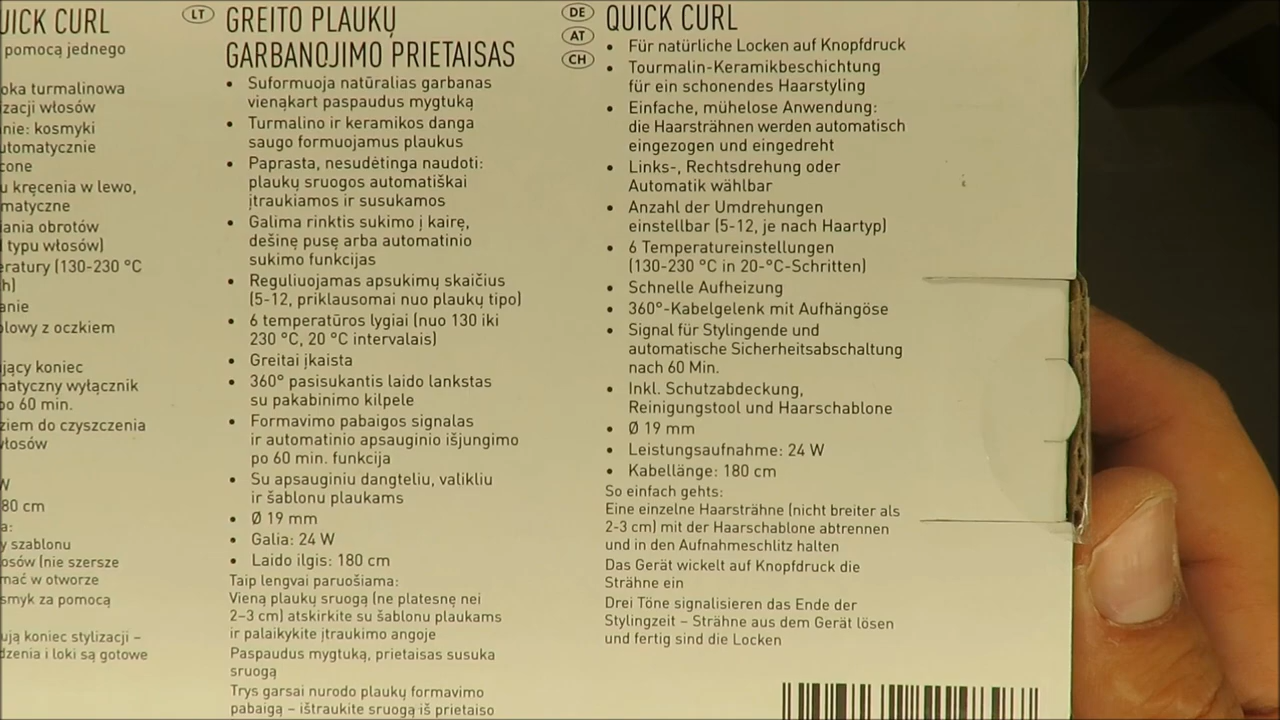 UICK CURL
pomocą jednego
oka turmalinowa
izacji włosów
nie: kosmyki
utomatycznie
cone
u kręcenia w lewo,
matyczne
iania obrotów
typu włosów)
eratury (130-230 °C
h)
anie
olowy z oczkiem
jący koniec
matyczny wyłącznik
po 60 min.
ziem do czyszczenia
włosów
W
80 cm
a:
y szablonu
osów (nie szersze
mać w otworze
smyk za pomocą
ują koniec stylizacji –
dzenia i loki są gotowe
LT
GREITO PLAUKŲ
GARBANOJIMO PRIETAISAS
• Suformuoja natūralias garbanas
vienąkart paspaudus mygtuką
• Turmalino ir keramikos danga
saugo formuojamus plaukus
• Paprasta, nesudėtinga naudoti:
plaukų sruogos automatiškai
įtraukiamos ir susukamos
• Galima rinktis sukimo į kairę,
dešinę pusę arba automatinio
sukimo funkcijas
• Reguliuojamas apsukimų skaičius
(5-12, priklausomai nuo plaukų tipo)
• 6 temperatūros lygiai (nuo 130 iki
230 °C, 20 °C intervalais)
• Greitai įkaista
• 360° pasisukantis laido lankstas
su pakabinimo kilpele
• Formavimo pabaigos signalas
ir automatinio apsauginio išjungimo
po 60 min. funkcija
• Su apsauginiu dangteliu, valikliu
ir šablonu plaukams
• Ø 19 mm
• Galia: 24 W
• Laido ilgis: 180 cm
Taip lengvai paruošiama:
Vieną plaukų sruogą (ne platesnę nei
2–3 cm) atskirkite su šablonu plaukams
ir palaikykite įtraukimo angoje
Paspaudus mygtuką, prietaisas susuka
sruogą
Trys garsai nurodo plaukų formavimo
pabaigą – ištraukite sruogą iš prietaiso
DE
AT
CH
QUICK CURL
• Für natürliche Locken auf Knopfdruck
• Tourmalin-Keramikbeschichtung
für ein schonendes Haarstyling
• Einfache, mühelose Anwendung:
die Haarsträhnen werden automatisch
eingezogen und eingedreht
• Links-, Rechtsdrehung oder
Automatik wählbar
• Anzahl der Umdrehungen
einstellbar (5-12, je nach Haartyp)
• 6 Temperatureinstellungen
(130-230 °C in 20-°C-Schritten)
• Schnelle Aufheizung
• 360°-Kabelgelenk mit Aufhängöse
• Signal für Stylingende und
automatische Sicherheitsabschaltung
nach 60 Min.
• Inkl. Schutzabdeckung,
Reinigungstool und Haarschablone
• Ø 19 mm
• Leistungsaufnahme: 24 W
• Kabellänge: 180 cm
So einfach gehts:
Eine einzelne Haarsträhne (nicht breiter als
2-3 cm) mit der Haarschablone abtrennen
und in den Aufnahmeschlitz halten
Das Gerät wickelt auf Knopfdruck die
Strähne ein
Drei Töne signalisieren das Ende der
Stylingzeit – Strähne aus dem Gerät lösen
und fertig sind die Locken